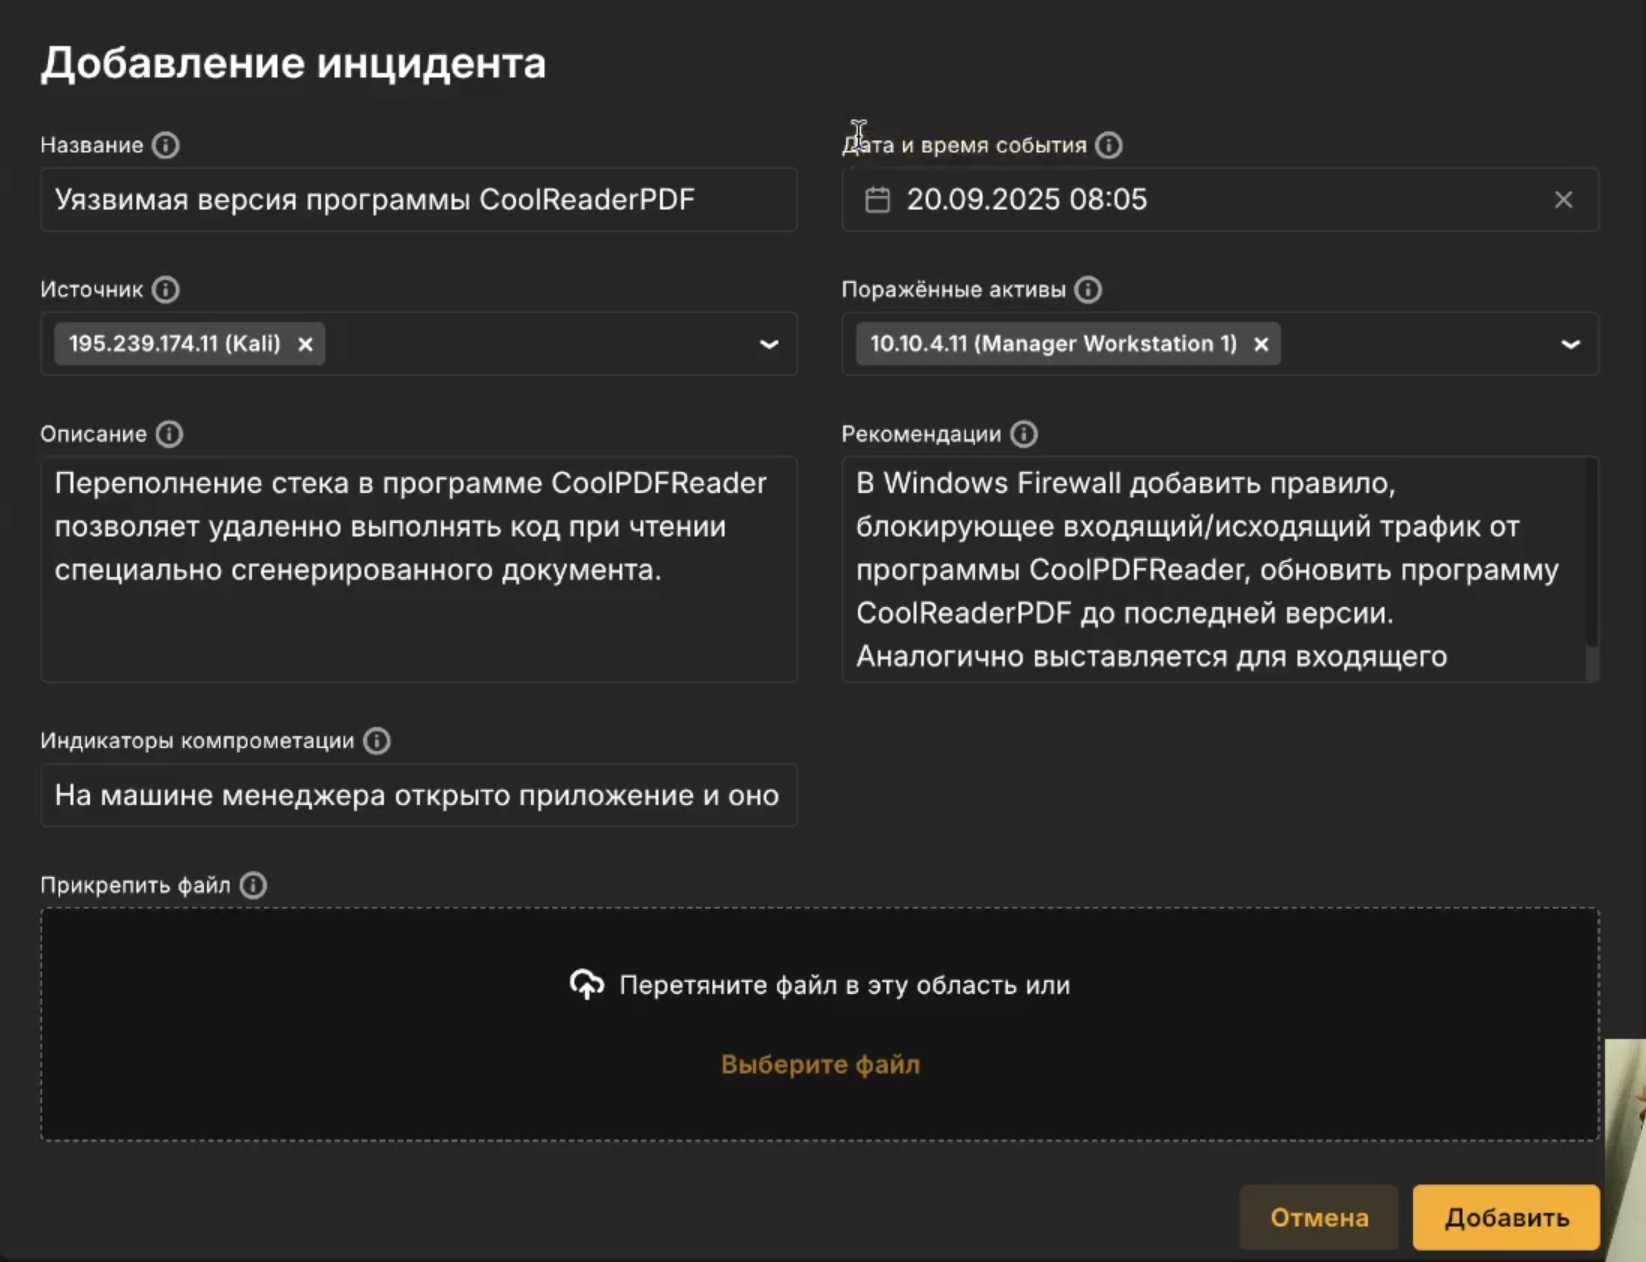 Добавление инцидента
Название
Дата и время события
Уязвимая версия программы CoolReaderPDF
20.09.2025 08:05
Источник
Поражённые активы
195.239.174.11 (Kali)
10.10.4.11 (Manager Workstation 1)
Описание
Рекомендации
Переполнение стека в программе CoolPDFReader
позволяет удаленно выполнять код при чтении
специально сгенерированного документа.
В Windows Firewall добавить правило,
блокирующее входящий/исходящий трафик от
программы CoolPDFReader, обновить программу
CoolReaderPDF до последней версии.
Аналогично выставляется для входящего
Индикаторы компрометации
На машине менеджера открыто приложение и оно
Прикрепить файл
Перетяните файл в эту область или
Выберите файл
Отмена
Добавить